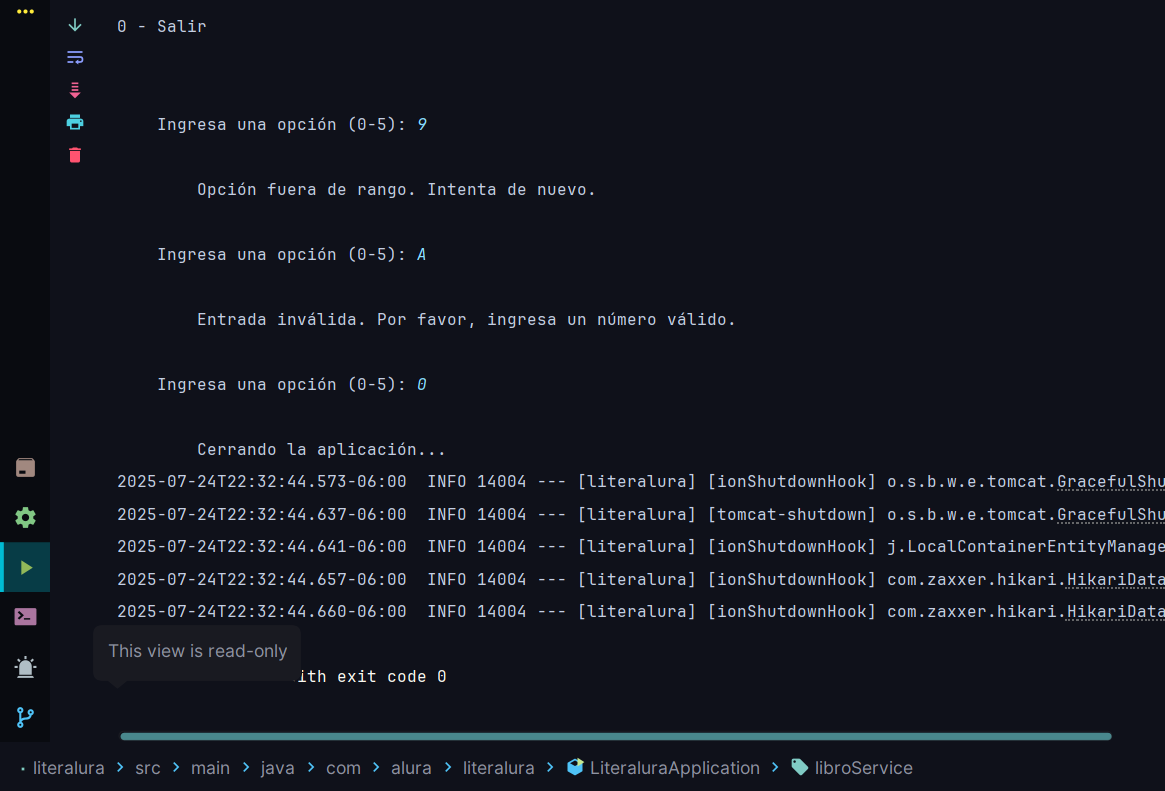 0 - Salir
Ingresa una opción (0-5): 9
Opción fuera de rango. Intenta de nuevo.
Ingresa una opción (0-5): A
Entrada inválida. Por favor, ingresa un número válido.
Ingresa una opción (0-5): 0
Cerrando la aplicación...
2025-07-24T22:32:44.573-06:00  INFO 14004 --- [literalura] [ionShutdownHook] o.s.b.w.e.tomcat.GracefulShu
2025-07-24T22:32:44.637-06:00  INFO 14004 --- [literalura] [tomcat-shutdown] o.s.b.w.e.tomcat.GracefulShu
2025-07-24T22:32:44.641-06:00  INFO 14004 --- [literalura] [ionShutdownHook] j.LocalContainerEntityManage
2025-07-24T22:32:44.657-06:00  INFO 14004 --- [literalura] [ionShutdownHook] com.zaxxer.hikari.HikariData
2025-07-24T22:32:44.660-06:00  INFO 14004 --- [literalura] [ionShutdownHook] com.zaxxer.hikari.HikariData
This view is read-only
ith exit code 0
literalura > src > main > java > com > alura > literalura > LiteraluraApplication > libroService